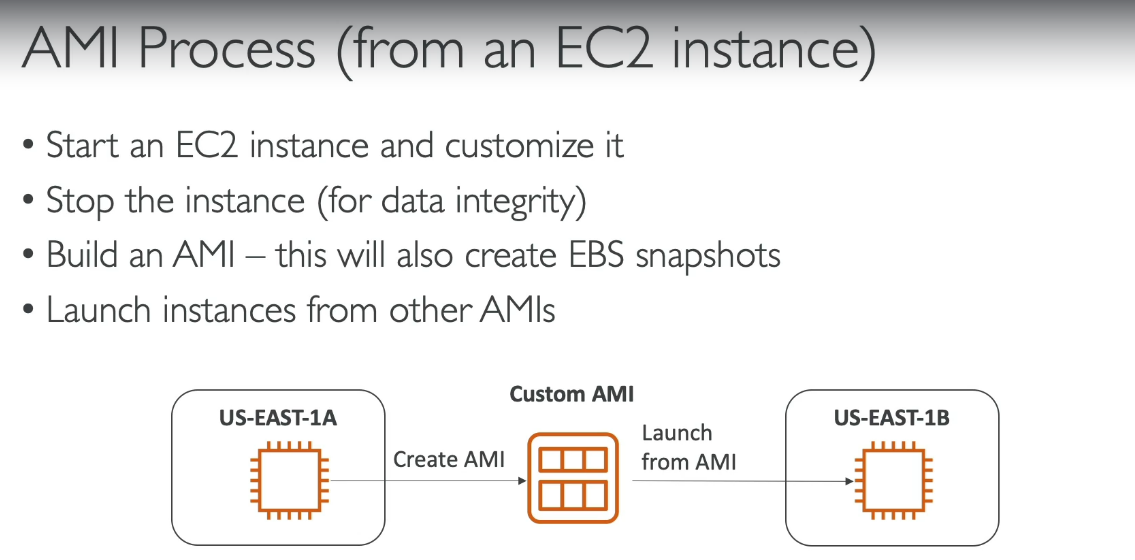 AMI Process (from an EC2 instance)
• Start an EC2 instance and customize it
• Stop the instance (for data integrity)
• Build an AMI – this will also create EBS snapshots
• Launch instances from other AMIs
Custom AMI
US-EAST-1A
US-EAST-1B
Create AMI
Launch
from AMI